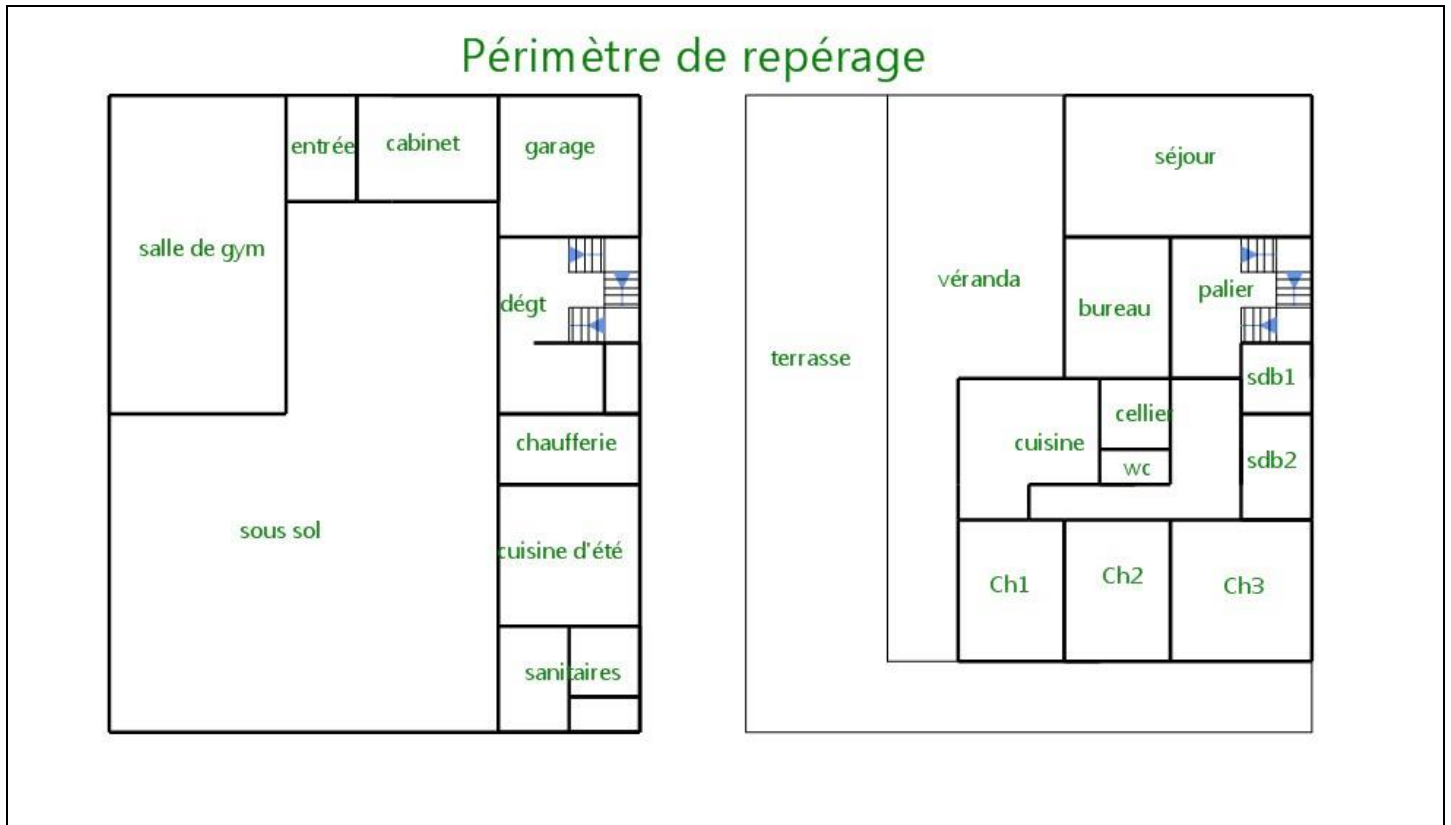 Périmètre de repérage
entrée
cabinet
garage
salle de gym
dégt
chaufferie
sous sol
cuisine d'été
sanitaires
séjour
véranda
palier
bureau
terrasse
sdb1
cellier
cuisine
wc
sdb2
Ch1
Ch2
Ch3